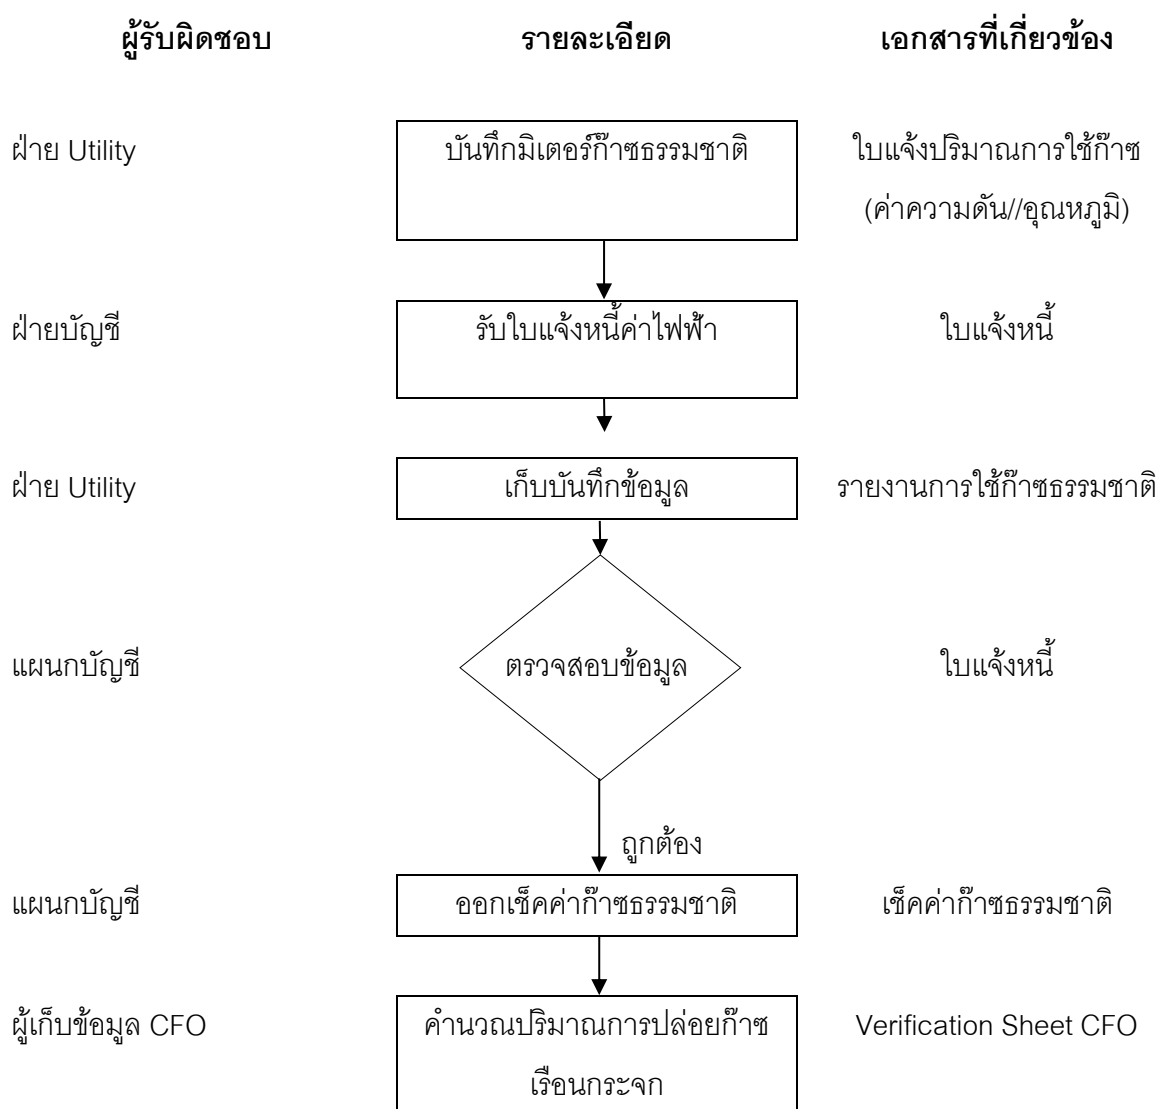 ผู้รับผิดชอบ รายละเอียด เอกสารที่เกี่ยวข้อง
ฝ่าย Utility บันทึกมิเตอร์ก๊าซธรรมชาติ ใบแจ้งปริมาณการใช้ก๊าซ
(ค่าความดัน//อุณหภูมิ)
ฝ่ายบัญชี รับใบแจ้งหนี้ค่าไฟฟ้า ใบแจ้งหนี้
ฝ่าย Utility เก็บบันทึกข้อมูล รายงานการใช้ก๊าซธรรมชาติ
แผนกบัญชี ตรวจสอบข้อมูล ใบแจ้งหนี้
ถูกต้อง
แผนกบัญชี ออกเช็คค่าก๊าซธรรมชาติ เช็คค่าก๊าซธรรมชาติ
ผู้เก็บข้อมูล CFO คำนวณปริมาณการปล่อยก๊าซ Verification Sheet CFO
เรือนกระจก